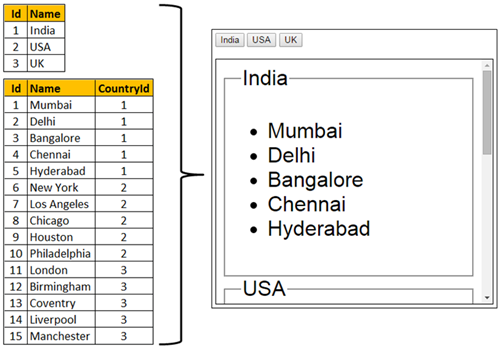 Id Name
1 India
2 USA
3 UK
Id Name CountryId
1 Mumbai 1
2 Delhi 1
3 Bangalore 1
4 Chennai 1
5 Hyderabad 1
6 New York 2
7 Los Angeles 2
8 Chicago 2
9 Houston 2
10 Philadelphia 2
11 London 3
12 Birmingham 3
13 Coventry 3
14 Liverpool 3
15 Manchester 3
India USA UK
India
• Mumbai
• Delhi
• Bangalore
• Chennai
• Hyderabad
USA